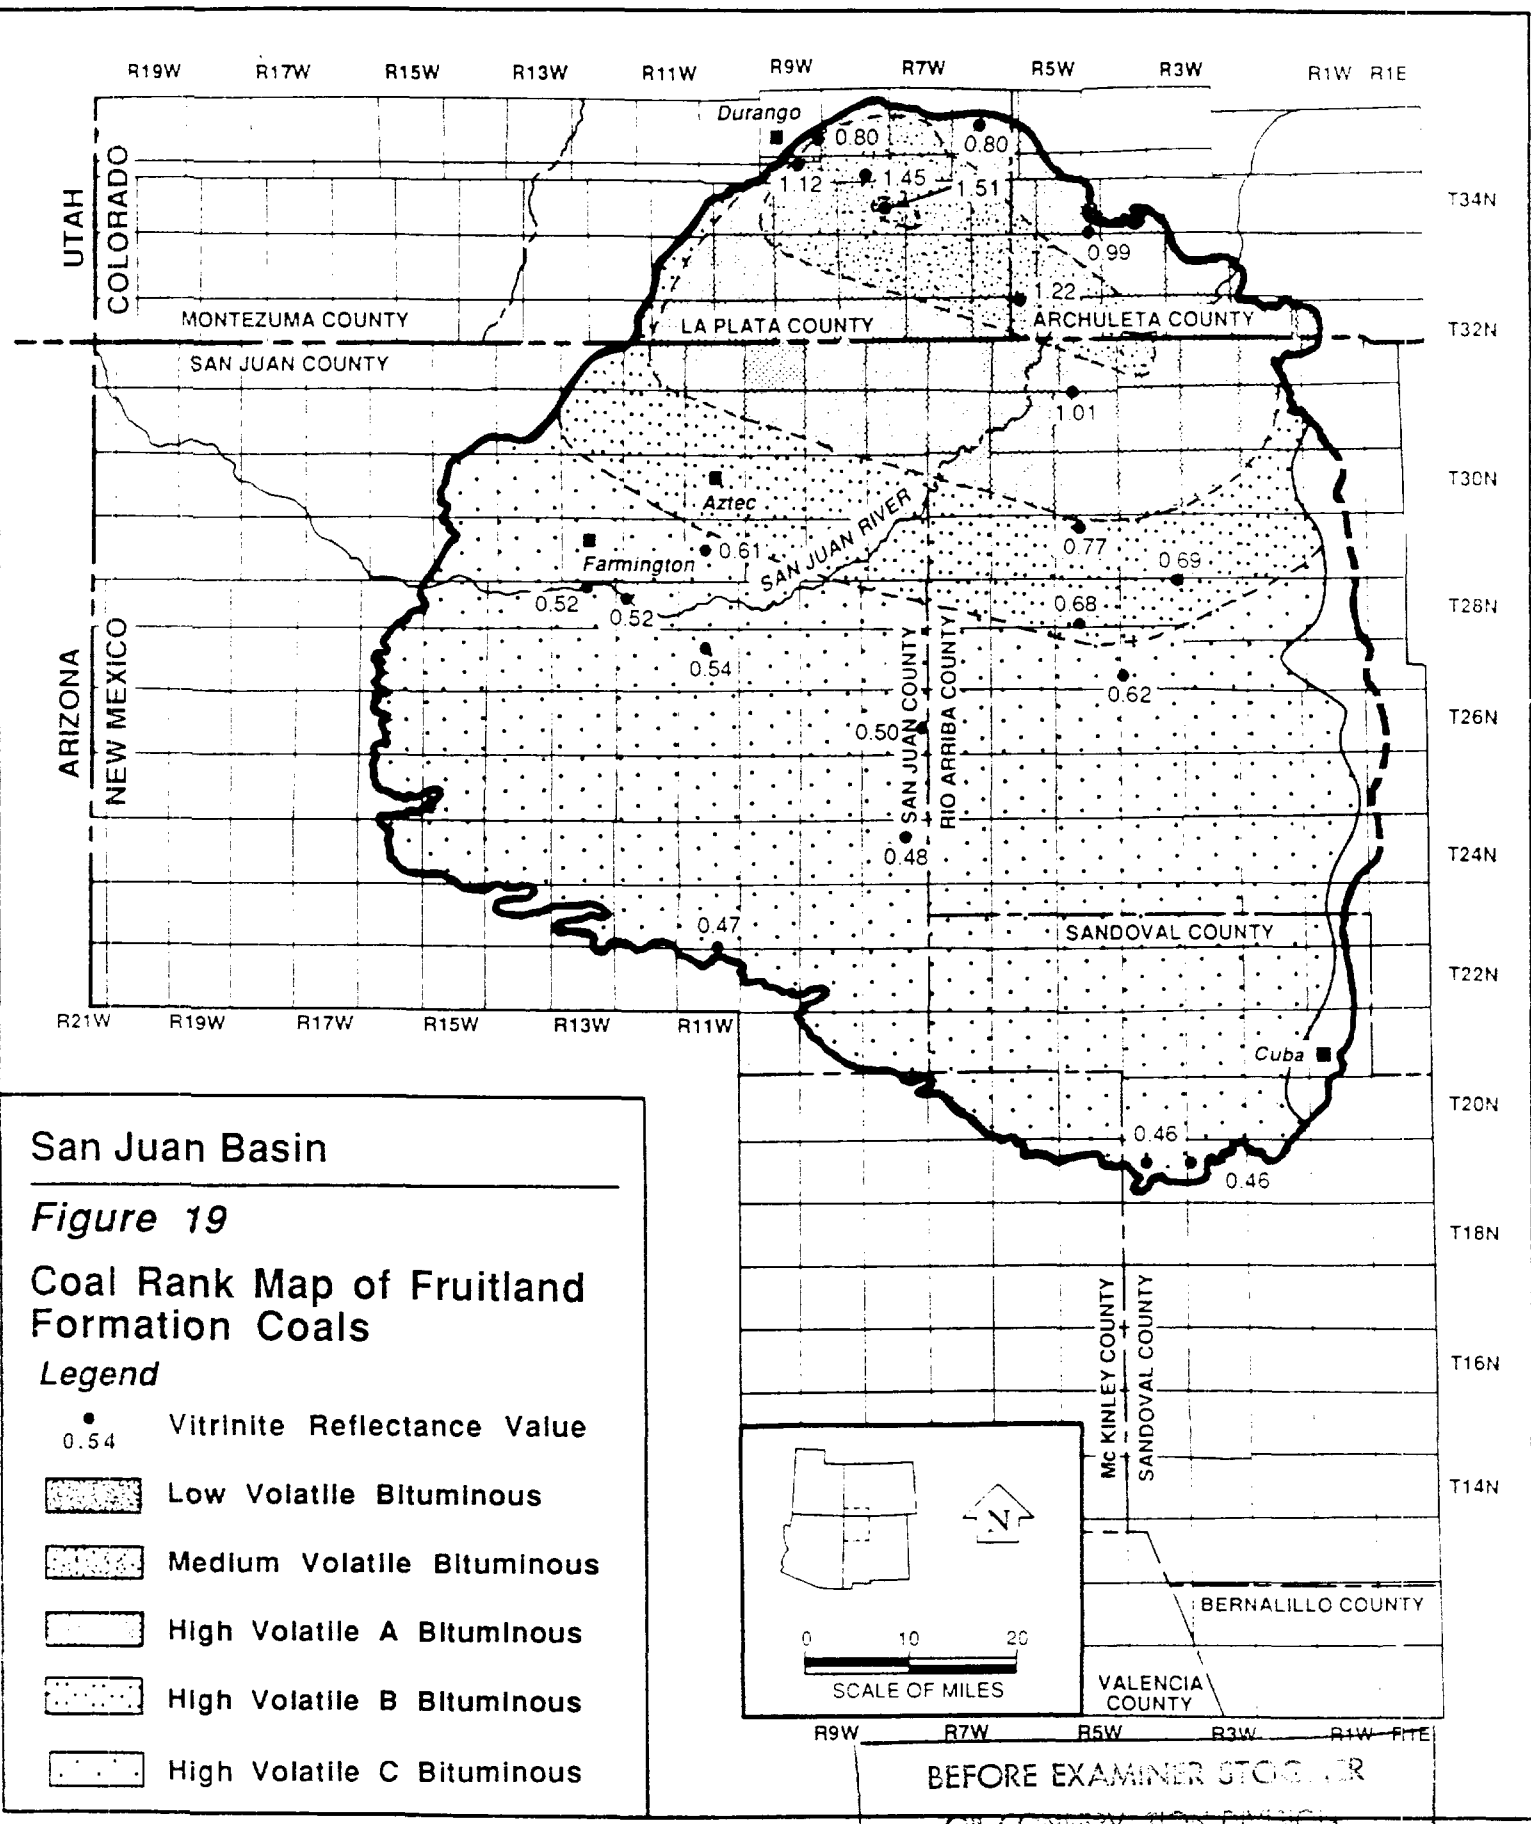 R19W R17W R15W R13W R11W R9W R7W R5W R3W R1W R1E
Durango
0.80
0.80
1.12
1.45
1.51
T34N
UTAH
COLORADO
0.99
1.22
MONTEZUMA COUNTY
LA PLATA COUNTY
ARCHULETA COUNTY
T32N
SAN JUAN COUNTY
1.01
T30N
Aztec
SAN JUAN RIVER
0.61
0.77
Farmington
0.69
0.52
0.52
0.68
T28N
ARIZONA
NEW MEXICO
SAN JUAN COUNTY
RIO ARRIBA COUNTY
0.54
0.62
0.50
T26N
0.48
T24N
0.47
SANDOVAL COUNTY
T22N
R21W R19W R17W R15W R13W R11W
Cuba
T20N
0.46
0.46
T18N
San Juan Basin
Figure 19
Coal Rank Map of Fruitland
Formation Coals
Legend
0.54
Vitrinite Reflectance Value
Low Volatile Bituminous
Medium Volatile Bituminous
High Volatile A Bituminous
High Volatile B Bituminous
High Volatile C Bituminous
Mc KINLEY COUNTY
SANDOVAL COUNTY
T16N
T14N
N
0 10 20
SCALE OF MILES
BERNALILLO COUNTY
VALENCIA
COUNTY
R9W R7W R5W R3W R1W R1E
BEFORE EXAMINER